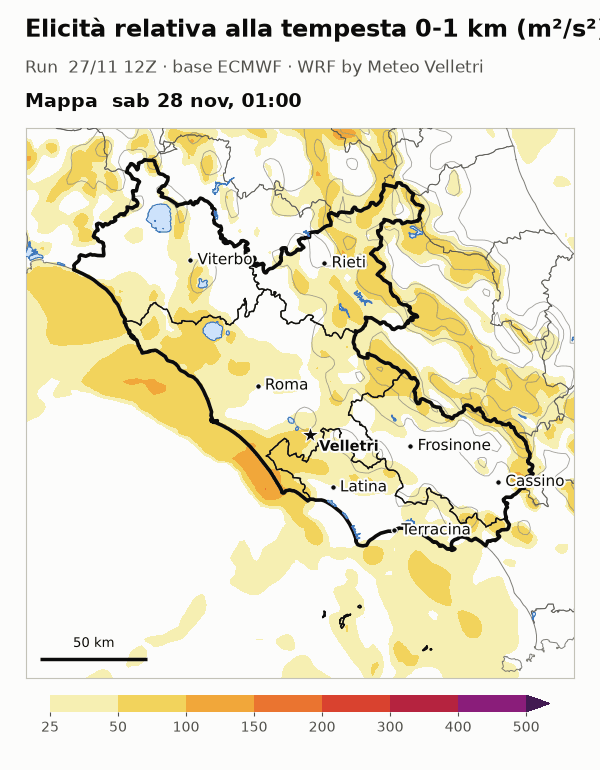 Elicità relativa alla tempesta 0-1 km (m²/s²)
Run  27/11 12Z · base ECMWF · WRF by Meteo Velletri
Mappa  sab 28 nov, 01:00
Viterbo
Rieti
Roma
Velletri
Frosinone
Cassino
Latina
Terracina
50 km
25 50 100 150 200 300 400 500